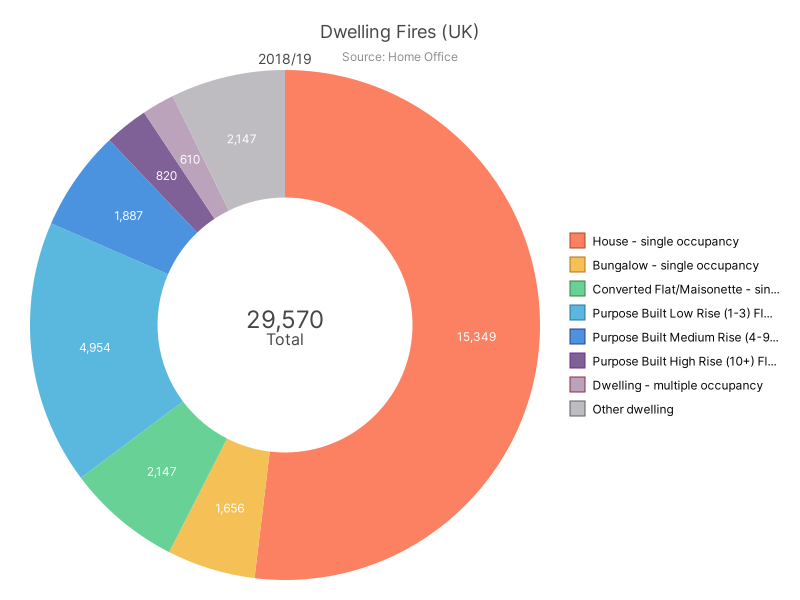 Dwelling Fires (UK)
Source: Home Office
2018/19
2,147
610
820
1,887
4,954
2,147
1,656
15,349
29,570
Total
House - single occupancy
Bungalow - single occupancy
Converted Flat/Maisonette - sin...
Purpose Built Low Rise (1-3) Fl...
Purpose Built Medium Rise (4-9...
Purpose Built High Rise (10+) Fl...
Dwelling - multiple occupancy
Other dwelling